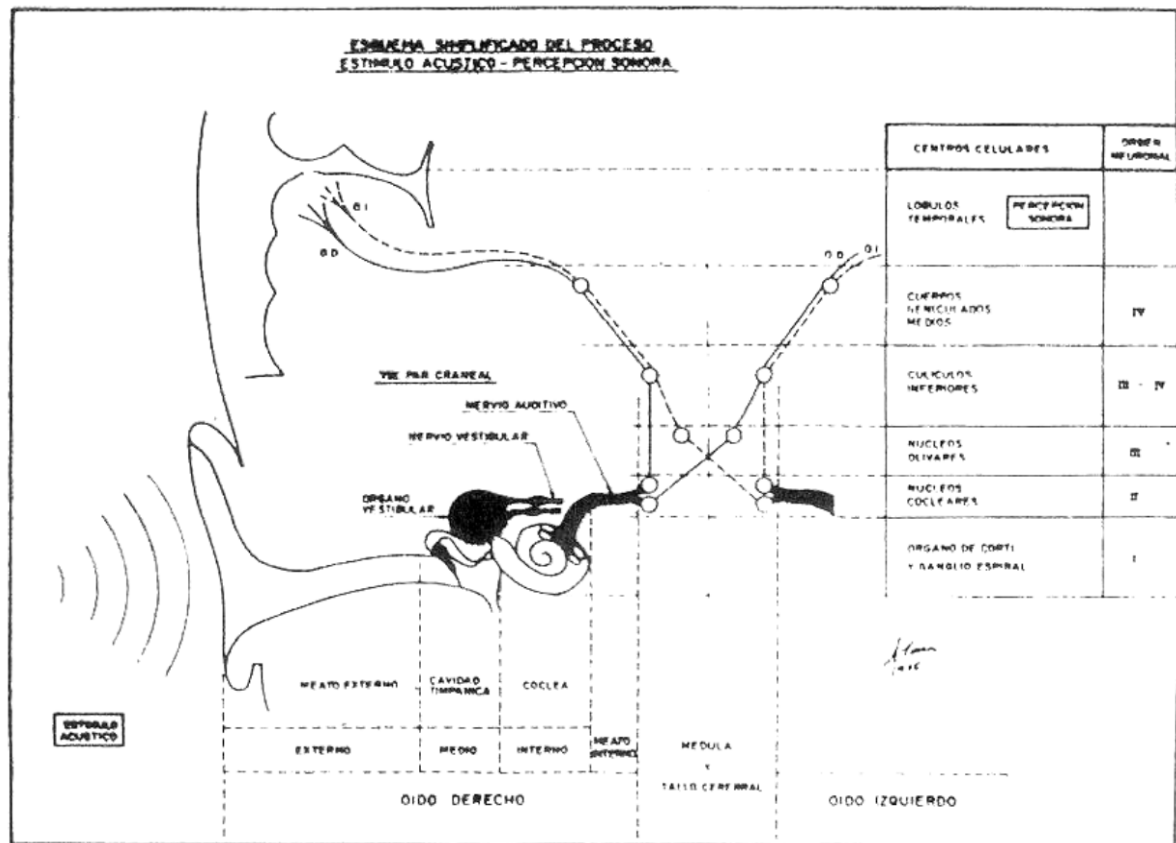 ESQUEMA SIMPLIFICADO DEL PROCESO
ESTIMULO ACUSTICO - PERCEPCION SONORA
CENTROS CELULARES
ORDEN
NEURONAL
LOBULOS
TEMPORALES
PERCEPCION
SONORA
O.I
O.D
O.D
O.I.
CUERPOS
GENICULADOS
MEDIOS
IV
CULICULOS
INFERIORES
III - IV
VIII PAR CRANEAL
NERVIO AUDITIVO
NERVIO VESTIBULAR
NUCLEOS
OLIVARES
III
ORGANO
VESTIBULAR
NUCLEOS
COCLEARES
II
ORGANO DE CORTI
Y GANGLIO ESPIRAL
I
MEATO EXTERNO
CAVIDAD
TIMPANICA
COCLEA
ESTIMULO
ACUSTICO
EXTERNO
MEDIO
INTERNO
MEATO
INTERNO
MEDULA
Y
TALLO CEREBRAL
OIDO DERECHO
OIDO IZQUIERDO